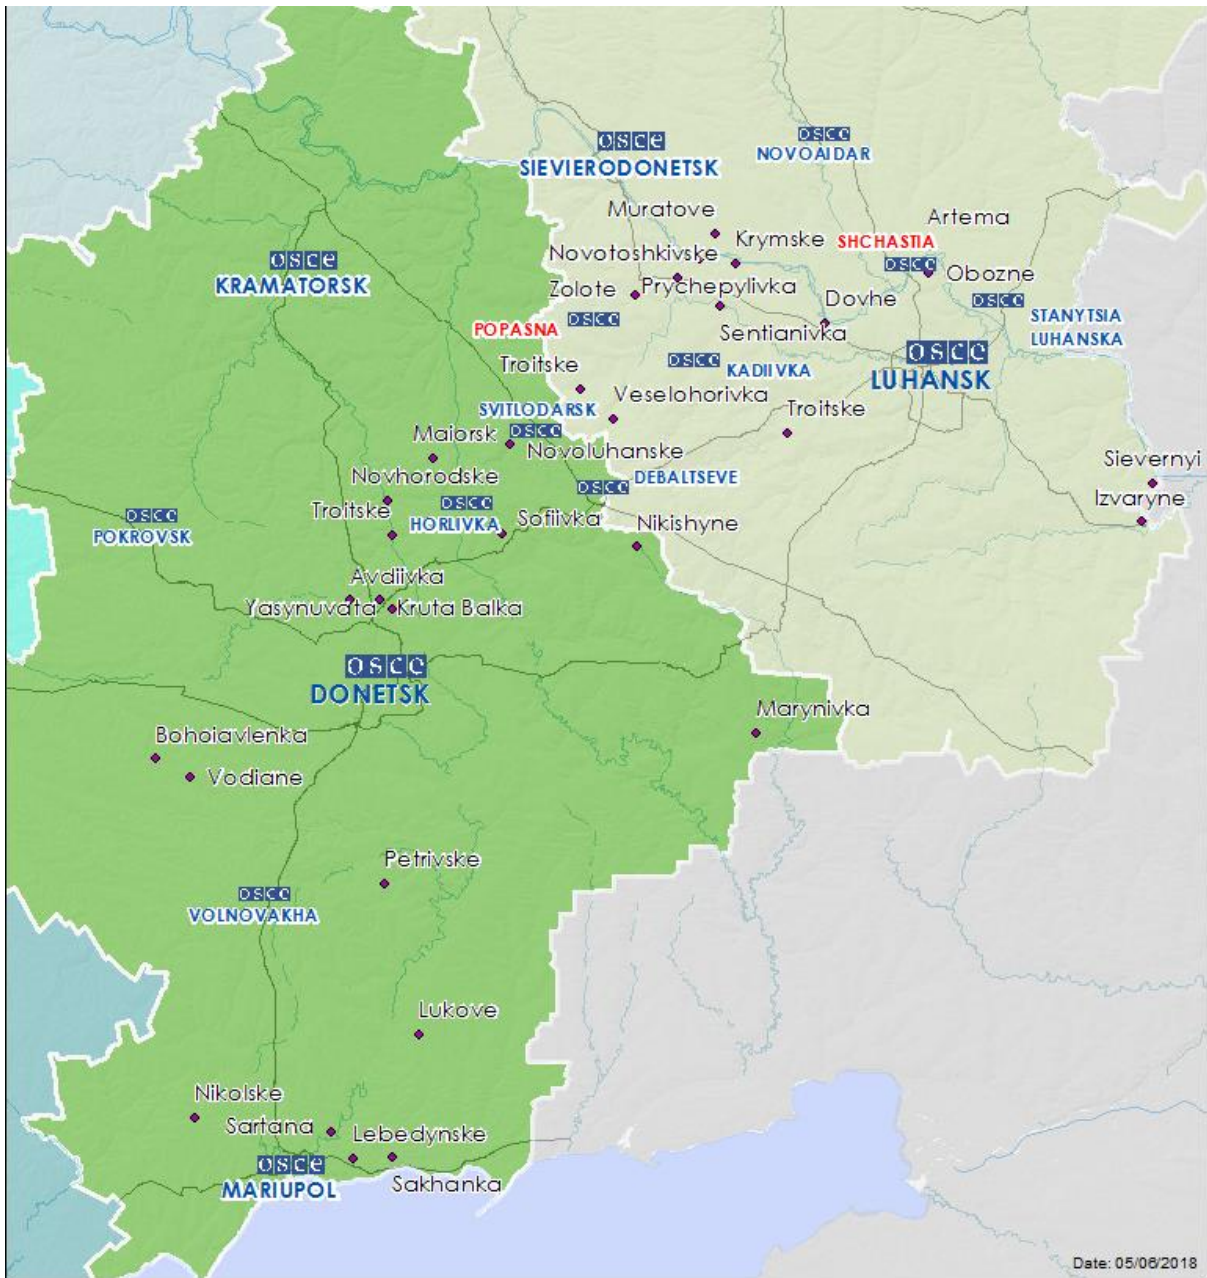 OSCE
SIEVIERODONETSK
OSCE
NOVOAIDAR
Muratove
Artema
Krymske
SHCHASTIA
OSCE
Novotoshkivske
Obozne
OSCE
KRAMATORSK
Zolote
Prychepylivka
Dovhe
OSCE
STANYTSIA
LUHANSKA
OSCE
POPASNA
Sentianivka
OSCE
LUHANSK
OSCE
KADIIVKA
Troitske
Veselohorivka
Troitske
SVITLODARSK
OSCE
Maiorsk
Novoluhanske
Sievernyi
Novhorodske
OSCE
DEBALTSEVE
Izvaryne
OSCE
HORLIVKA
Troitske
Sofiivka
Nikishyne
OSCE
POKROVSK
Avdiivka
Yasynuvata
Kruta Balka
OSCE
DONETSK
Marynivka
Bohoiavlenka
Vodiane
Petrivske
OSCE
VOLNOVAKHA
Lukove
Nikolske
Sartana
Lebedynske
OSCE
MARIUPOL
Sakhanka
Date: 05/06/2018